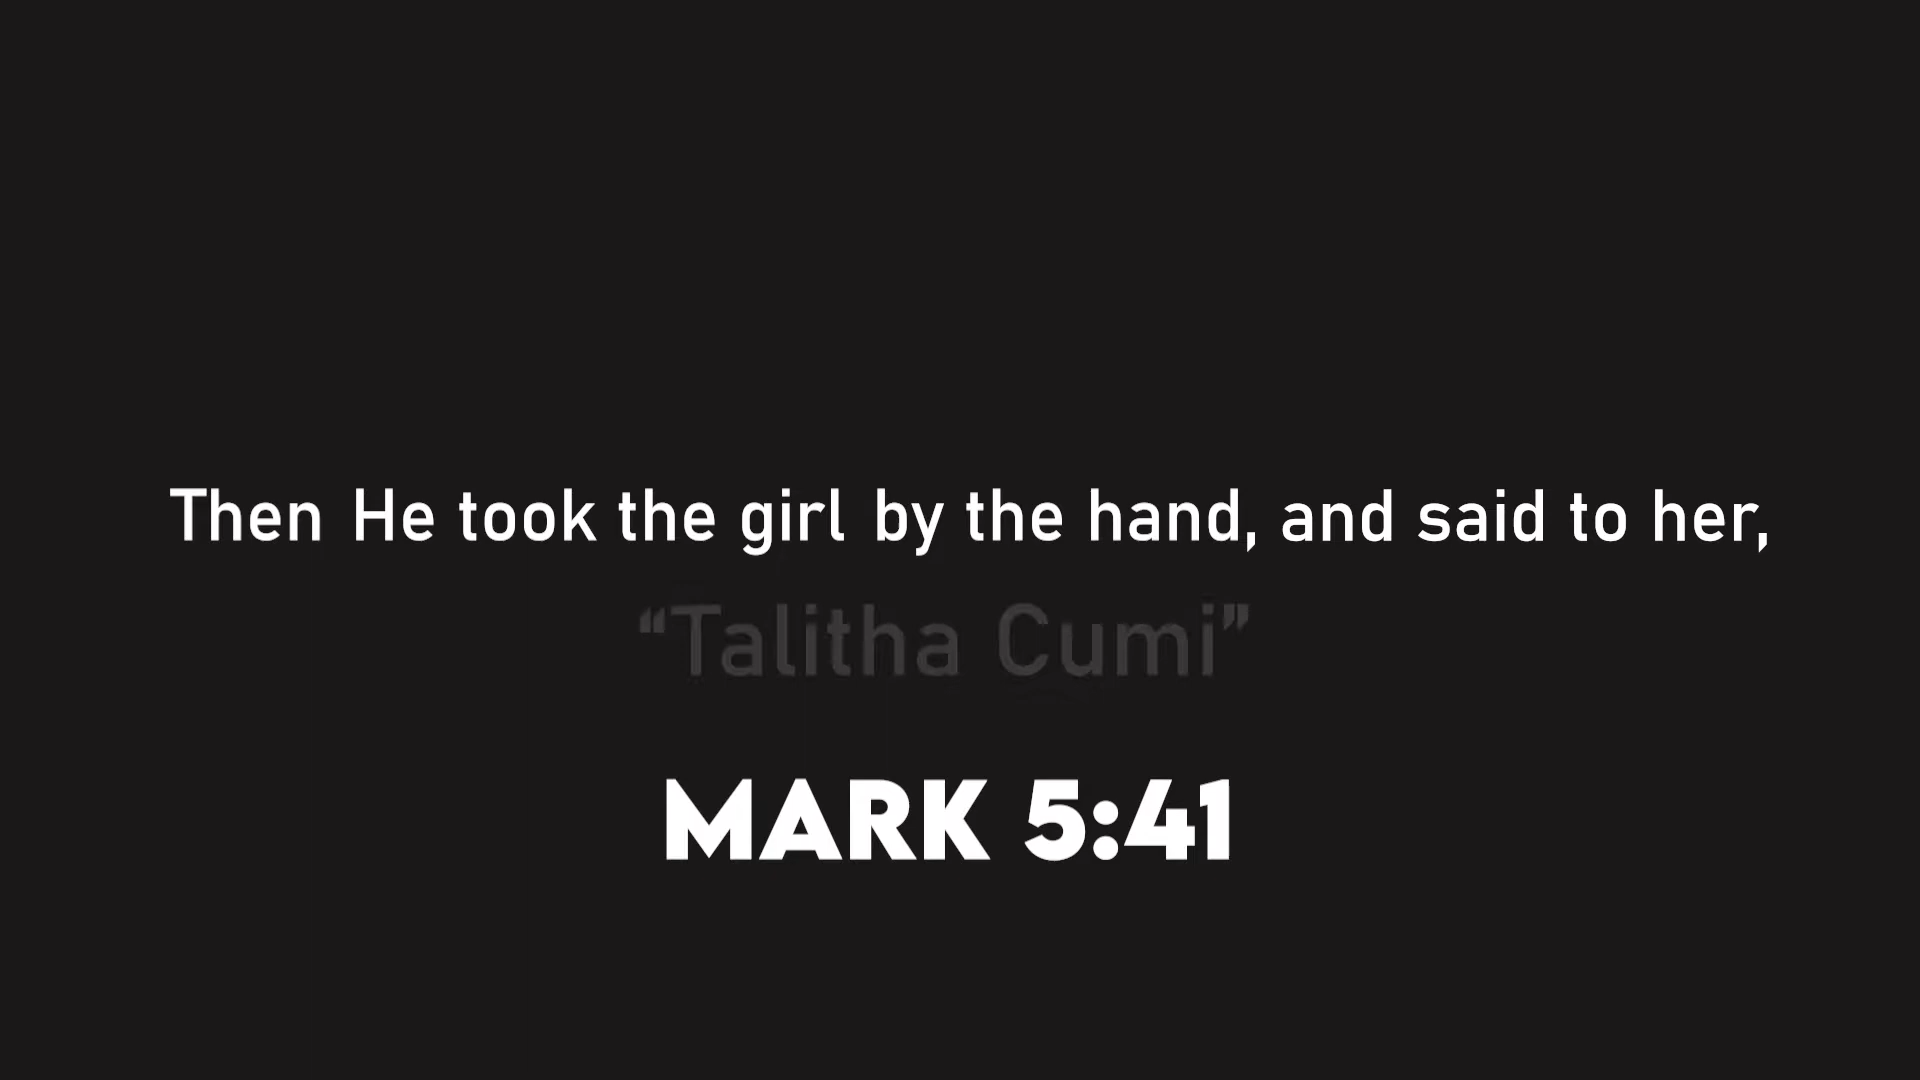 Then He took the girl by the hand, and said to her,
“Talitha Cumi”
MARK 5:41